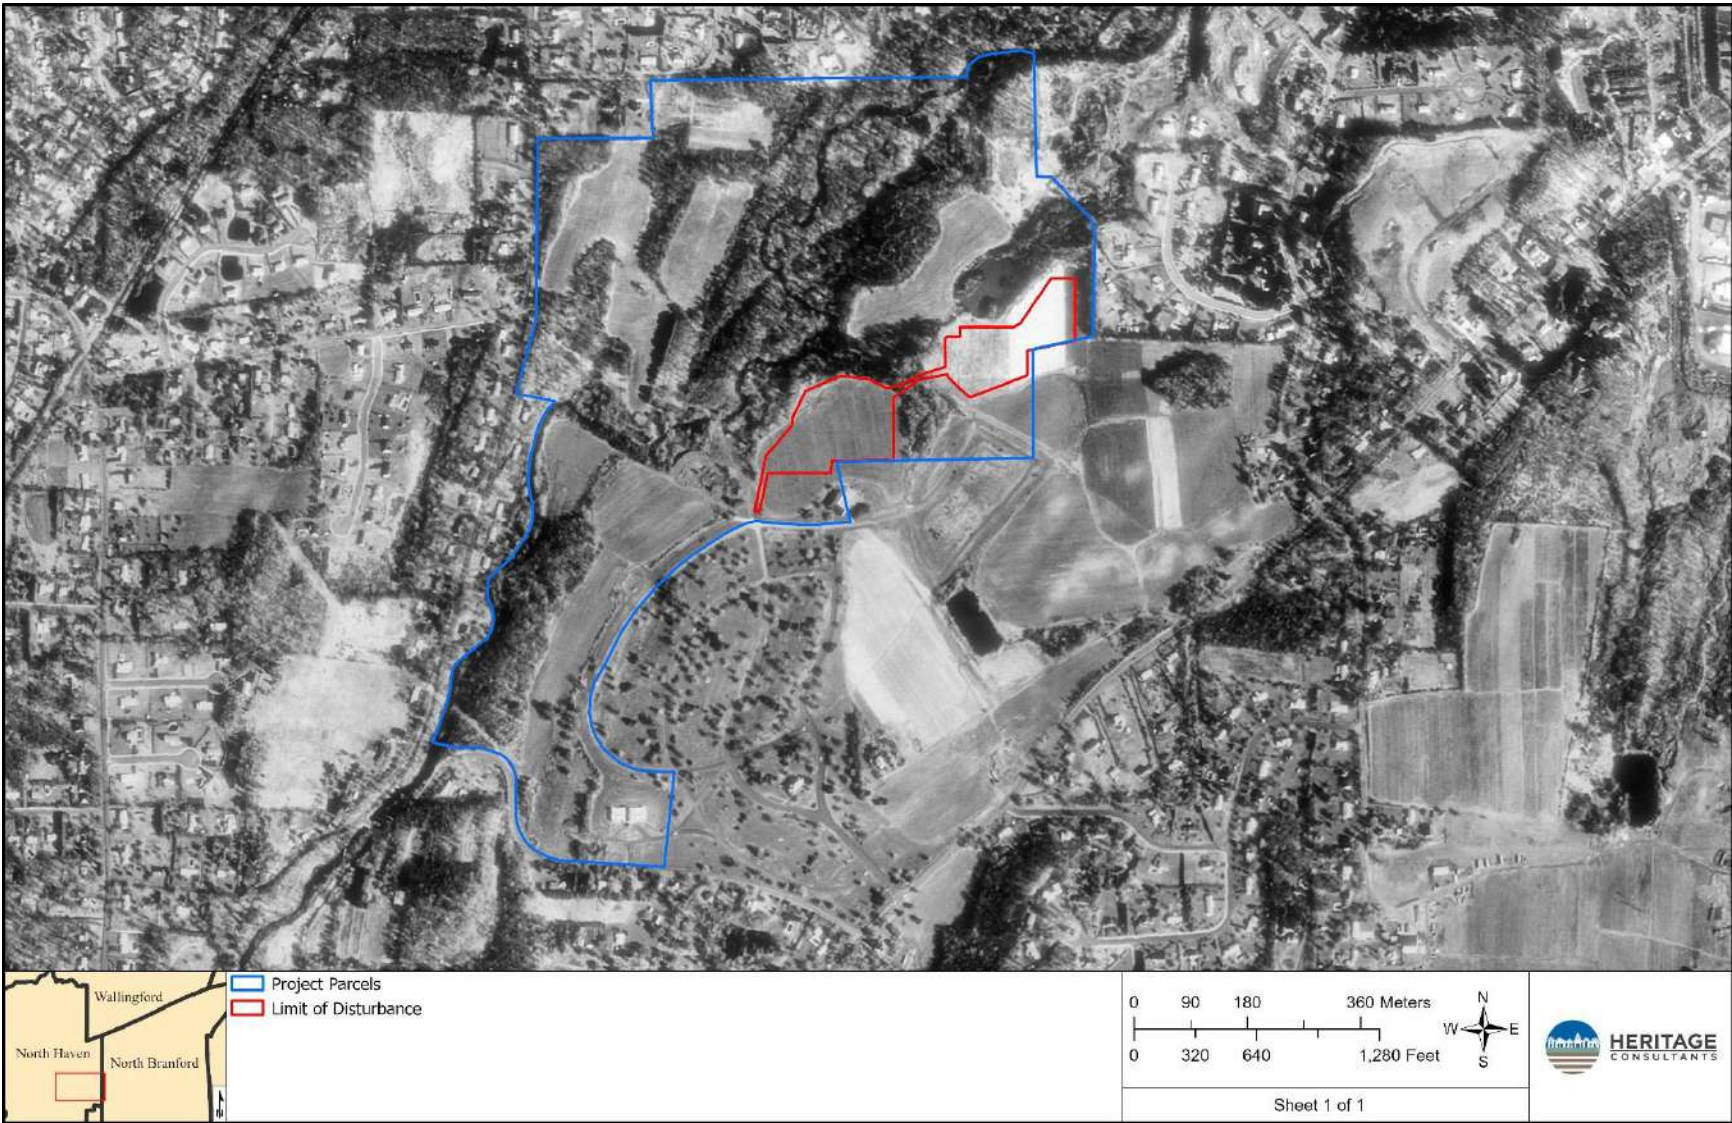 Wallingford
North Haven
North Branford
N
Project Parcels
Limit of Disturbance
0 90 180 360 Meters
0 320 640 1,280 Feet
N
W E
S
Sheet 1 of 1
HERITAGE
CONSULTANTS